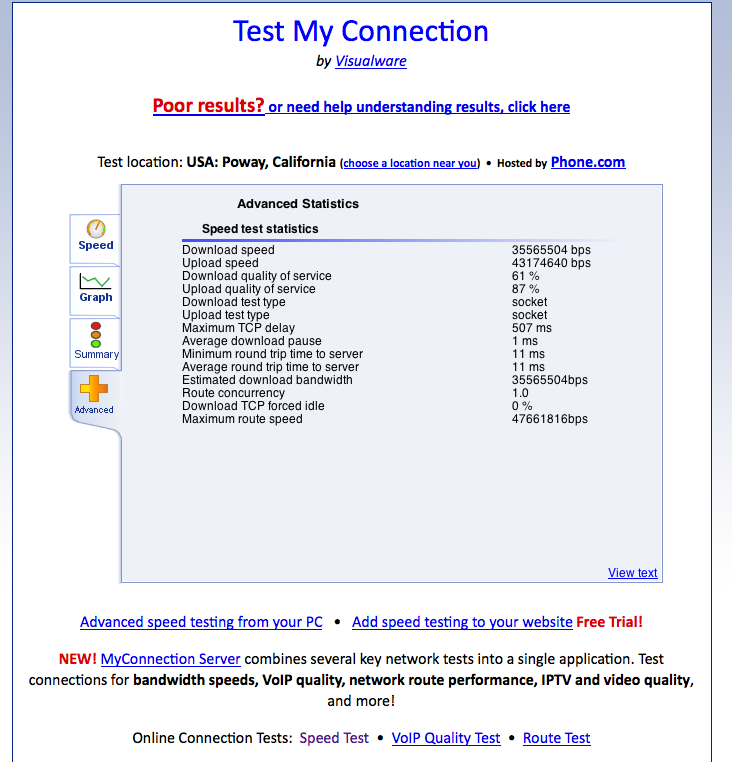 Test My Connection
by Visualware
Poor results? or need help understanding results, click here
Test location: USA: Poway, California (choose a location near you) • Hosted by Phone.com
Advanced Statistics
Speed test statistics
Speed
Graph
Summary
Advanced
Download speed 35565504 bps
Upload speed 43174640 bps
Download quality of service 61 %
Upload quality of service 87 %
Download test type socket
Upload test type socket
Maximum TCP delay 507 ms
Average download pause 1 ms
Minimum round trip time to server 11 ms
Average round trip time to server 11 ms
Estimated download bandwidth 35565504bps
Route concurrency 1.0
Download TCP forced idle 0 %
Maximum route speed 47661816bps
View text
Advanced speed testing from your PC • Add speed testing to your website Free Trial!
NEW! MyConnection Server combines several key network tests into a single application. Test
connections for bandwidth speeds, VoIP quality, network route performance, IPTV and video quality,
and more!
Online Connection Tests: Speed Test • VoIP Quality Test • Route Test